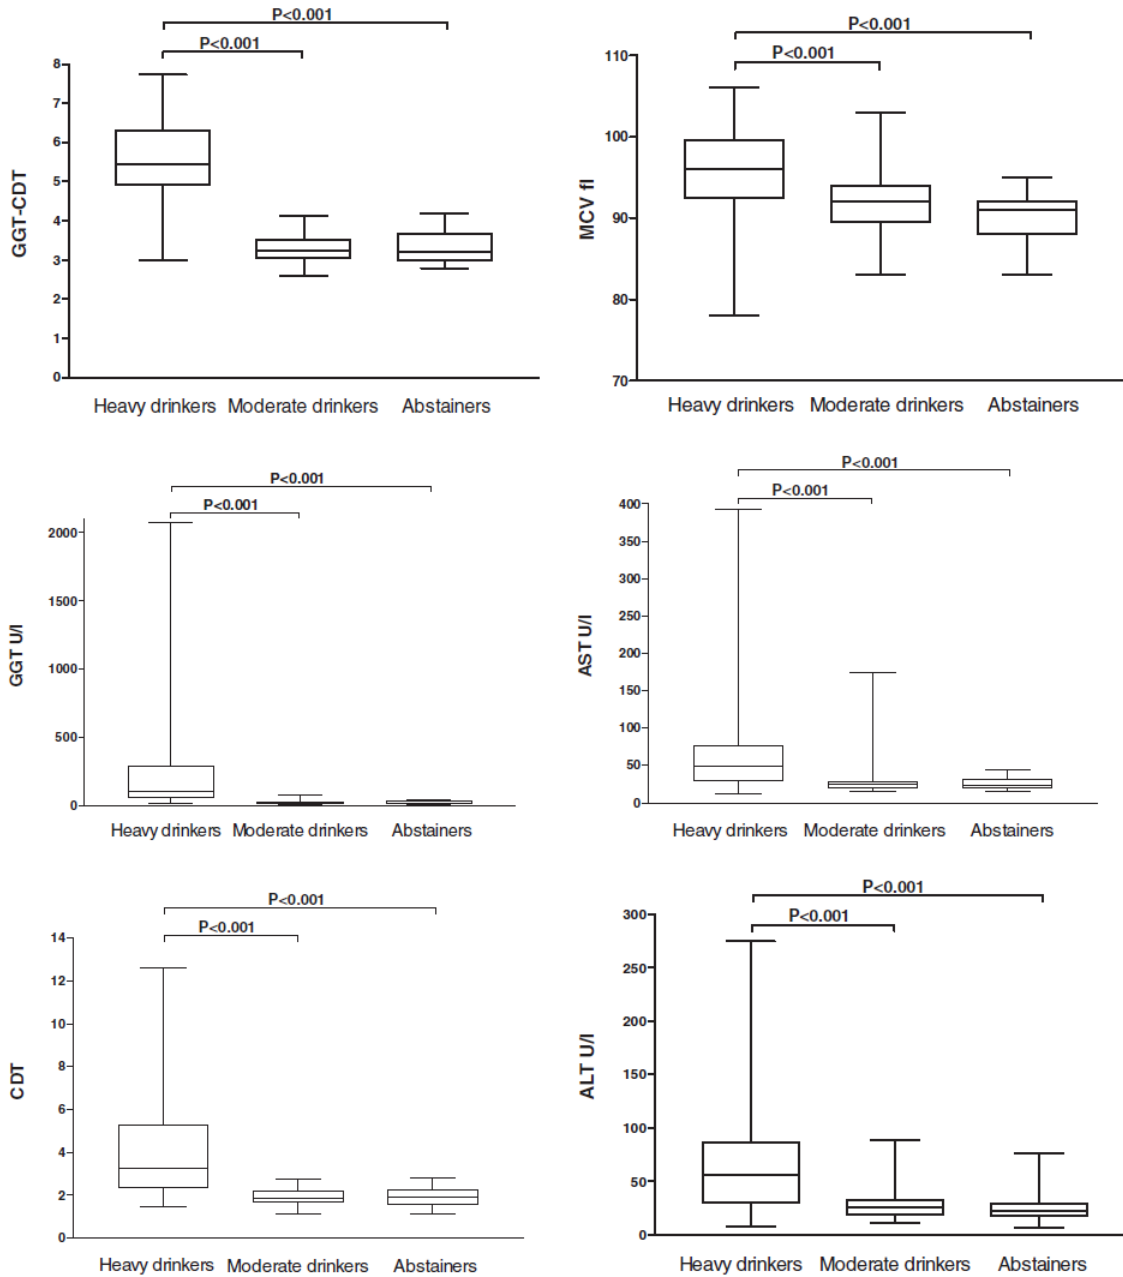 P<0.001
P<0.001
8
7
6
5
4
3
2
1
0
GGT-CDT
Heavy drinkers Moderate drinkers Abstainers
P<0.001
P<0.001
110
100
90
80
70
MCV fl
Heavy drinkers Moderate drinkers Abstainers
P<0.001
P<0.001
2000
1500
1000
500
0
GGT U/l
Heavy drinkers Moderate drinkers Abstainers
P<0.001
P<0.001
400
350
300
250
200
150
100
50
0
AST U/l
Heavy drinkers Moderate drinkers Abstainers
P<0.001
P<0.001
14
12
10
8
6
4
2
0
CDT
Heavy drinkers Moderate drinkers Abstainers
P<0.001
P<0.001
300
250
200
150
100
50
0
ALT U/l
Heavy drinkers Moderate drinkers Abstainers